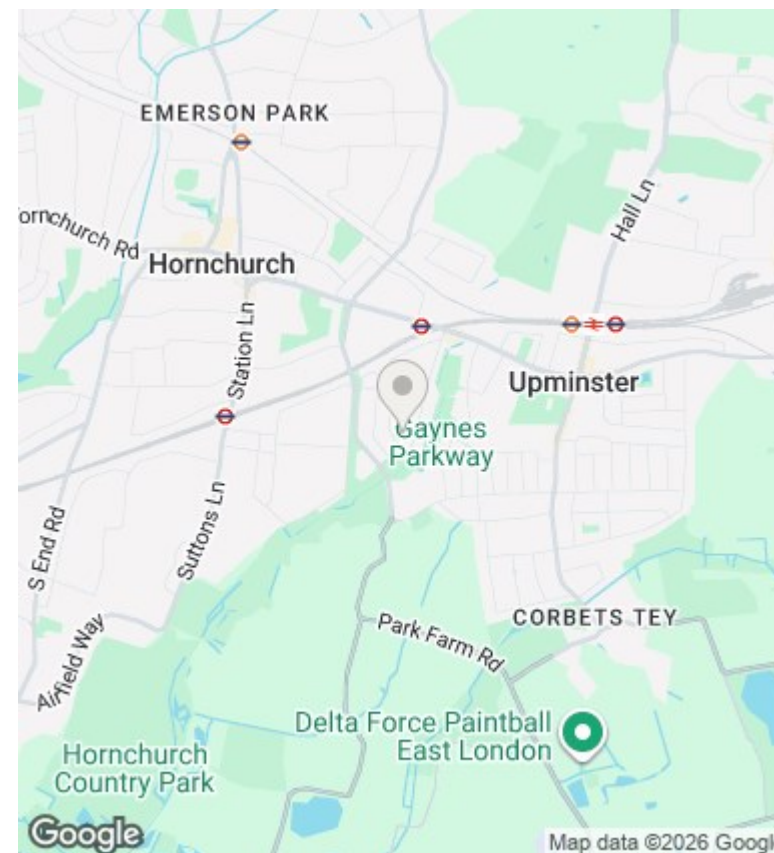 EMERSON PARK
Hall Ln
ornchurch Rd
Hornchurch
Station Ln
Upminster
Gaynes
Parkway
Suttons Ln
S End Rd
CORBETS TEY
Park Farm Rd
Airfield Way
Delta Force Paintball
East London
Hornchurch
Country Park
Google
Map data ©2026 Google